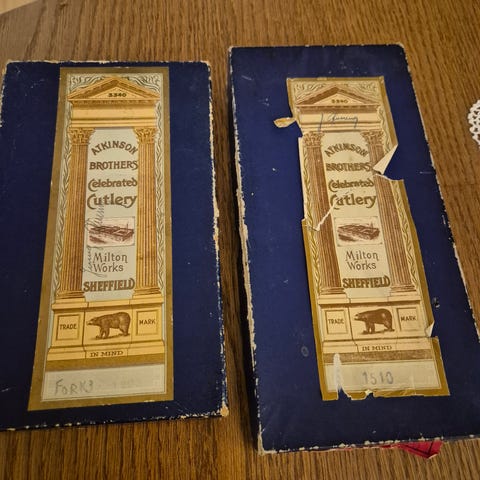 3340
ATKINSON
BROTHERS
Celebrated
Cutlery
Milton
Works
SHEFFIELD
TRADE MARK
IN MIND
FORKS
3340
ATKINSON
BROTHERS
Celebrated
Cutlery
Milton
Works
SHEFFIELD
TRADE MARK
IN MIND
1510